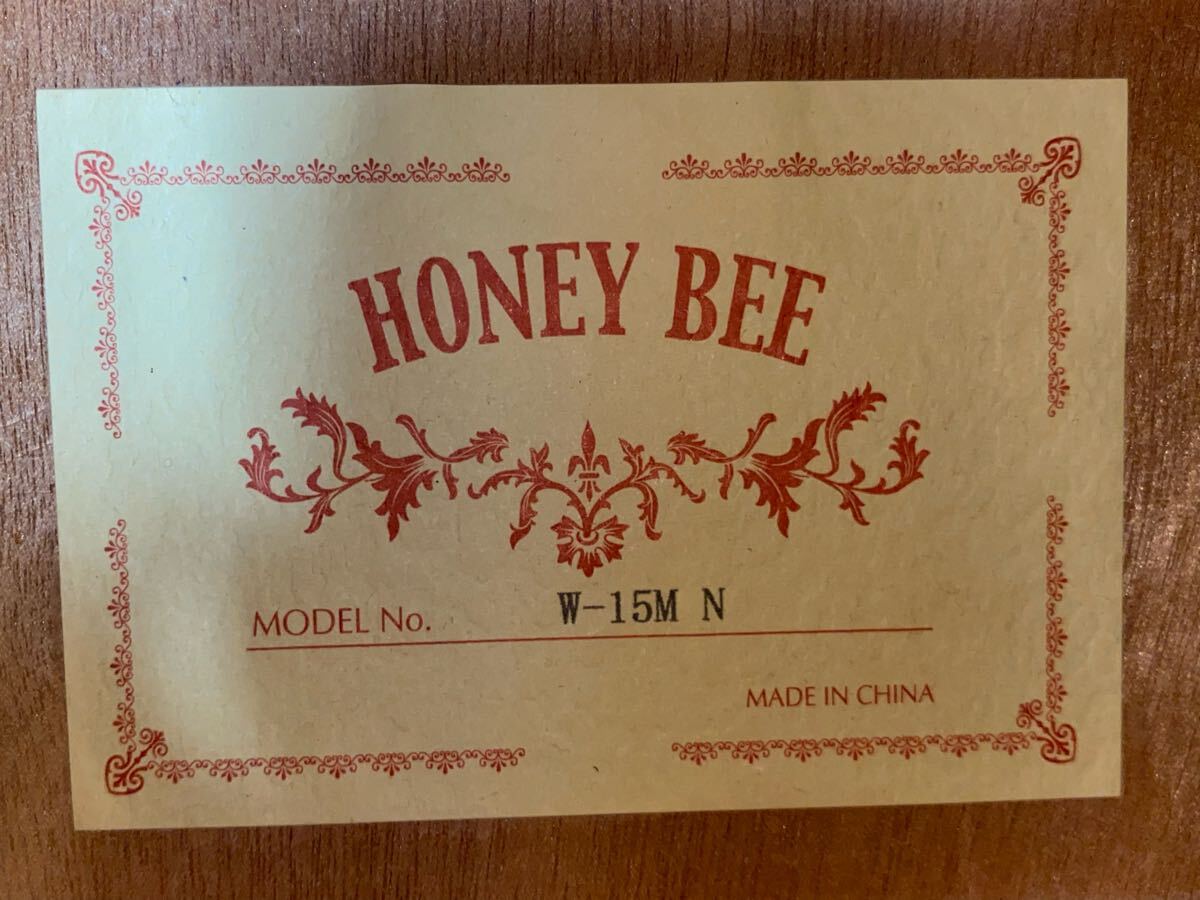 HONEY BEE
MODEL No. W-15M N
MADE IN CHINA